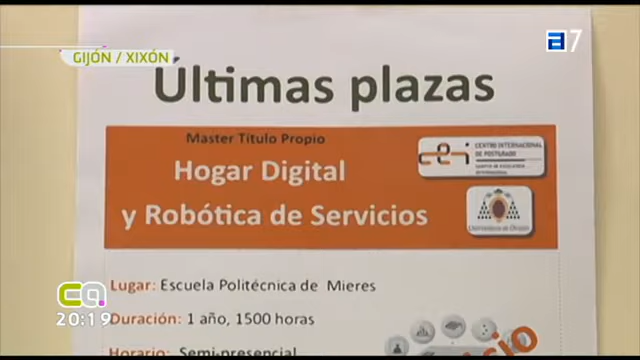 GIJÓN / XIXÓN
a7
Últimas plazas
Master Título Propio
Hogar Digital
y Robótica de Servicios
CENTRO INTERNACIONAL
DE POSTGRADO
Lugar: Escuela Politécnica de Mieres
Duración: 1 año, 1500 horas
Horario: Semi-presencial
20:19